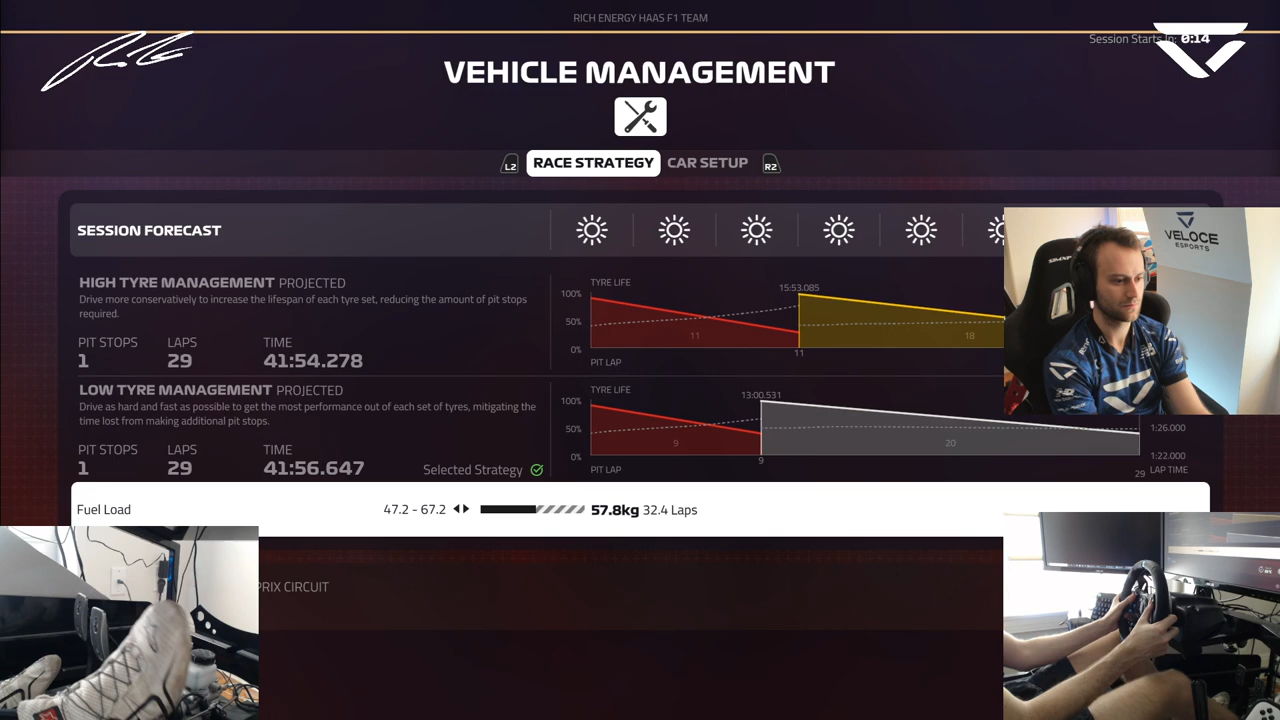 RICH ENERGY HAAS F1 TEAM
Session Starts In: 0:14
VEHICLE MANAGEMENT
L2 RACE STRATEGY CAR SETUP R2
SESSION FORECAST
HIGH TYRE MANAGEMENT PROJECTED
Drive more conservatively to increase the lifespan of each tyre set, reducing the amount of pit stops
required.
PIT STOPS LAPS TIME
1 29 41:54.278
TYRE LIFE
15:53.085
100%
50%
0%
11 18
11
PIT LAP
LOW TYRE MANAGEMENT PROJECTED
Drive as hard and fast as possible to get the most performance out of each set of tyres, mitigating the
time lost from making additional pit stops.
PIT STOPS LAPS TIME
1 29 41:56.647
Selected Strategy
TYRE LIFE
13:00.531
100%
50%
0%
9 20
9
PIT LAP
29 LAP TIME
1:26.000
1:22.000
VELOCE
ESPORTS
Fuel Load 47.2 - 67.2 57.8kg 32.4 Laps
PRIX CIRCUIT